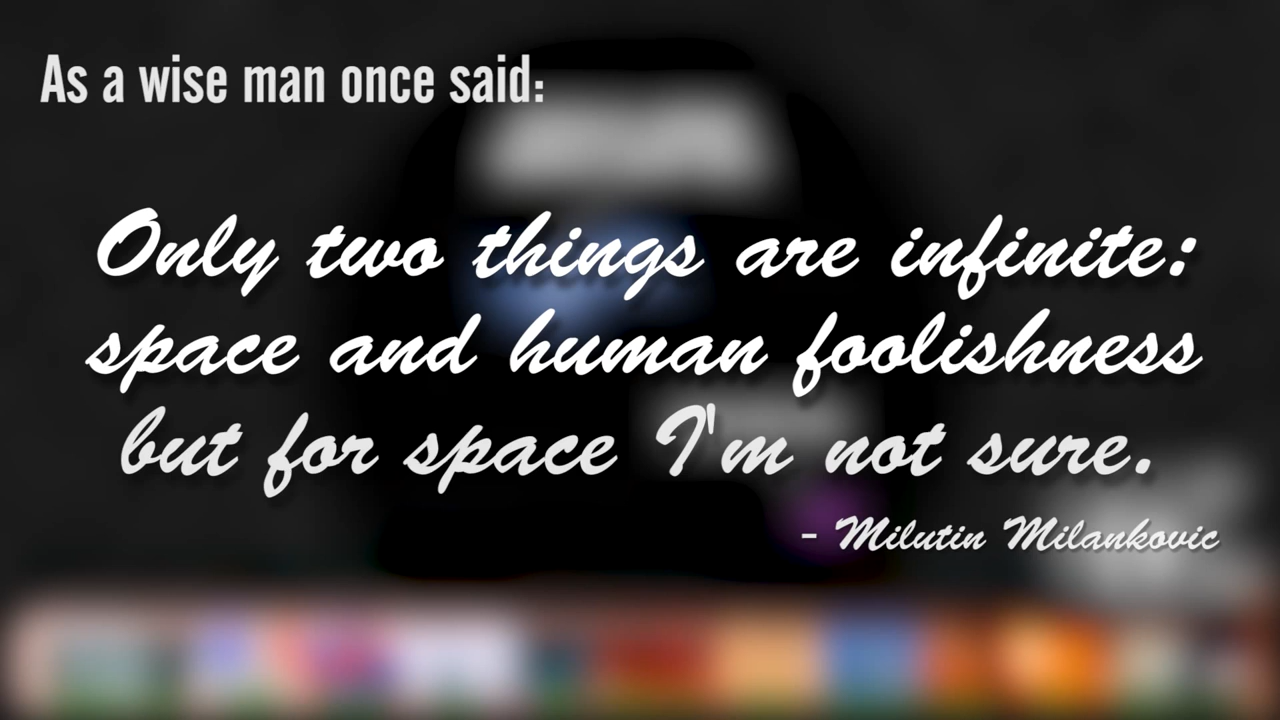 As a wise man once said:
Only two things are infinite:
space and human foolishness
but for space I'm not sure.
- Milutin Milankovic